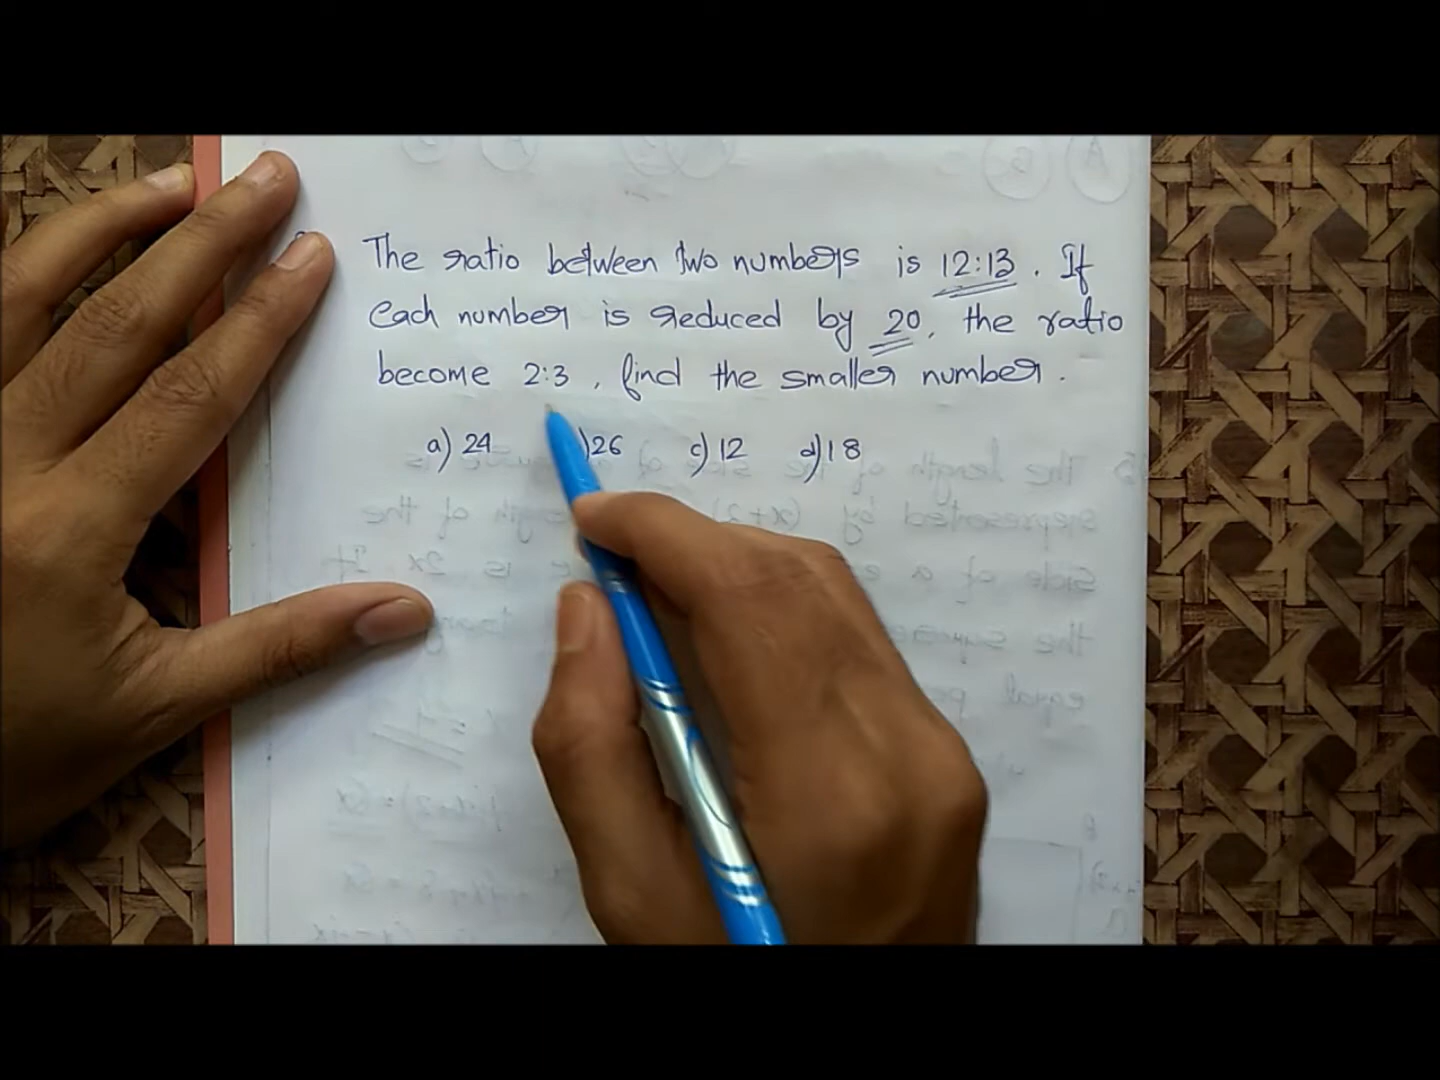 The ratio between two numbers is 12:13. If
each number is reduced by 20, the ratio
become 2:3, find the smaller number.
a) 24 )26 c) 12 d) 18